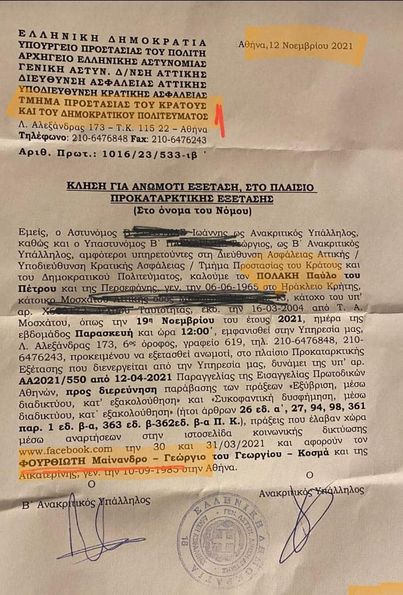 ΕΛΛΗΝΙΚΗ ΔΗΜΟΚΡΑΤΙΑ
ΥΠΟΥΡΓΕΙΟ ΠΡΟΣΤΑΣΙΑΣ ΤΟΥ ΠΟΛΙΤΗ
ΑΡΧΗΓΕΙΟ ΕΛΛΗΝΙΚΗΣ ΑΣΤΥΝΟΜΙΑΣ
ΓΕΝΙΚΗ ΑΣΤΥΝ. Δ/ΝΣΗ ΑΤΤΙΚΗΣ
ΔΙΕΥΘΥΝΣΗ ΑΣΦΑΛΕΙΑΣ ΑΤΤΙΚΗΣ
ΥΠΟΔΙΕΥΘΥΝΣΗ ΚΡΑΤΙΚΗΣ ΑΣΦΑΛΕΙΑΣ
ΤΜΗΜΑ ΠΡΟΣΤΑΣΙΑΣ ΤΟΥ ΚΡΑΤΟΥΣ
ΚΑΙ ΤΟΥ ΔΗΜΟΚΡΑΤΙΚΟΥ ΠΟΛΙΤΕΥΜΑΤΟΣ
Λ. Αλεξάνδρας 173 – Τ.Κ. 115 22 – Αθήνα
Τηλέφωνο: 210-6476848 Fax: 210-6476243
Αριθ. Πρωτ.: 1016/23/533-ιβ΄
Αθήνα, 12 Νοεμβρίου 2021
1
ΚΛΗΣΗ ΓΙΑ ΑΝΩΜΟΤΙ ΕΞΕΤΑΣΗ, ΣΤΟ ΠΛΑΙΣΙΟ
ΠΡΟΚΑΤΑΡΚΤΙΚΗΣ ΕΞΕΤΑΣΗΣ
(Στο όνομα του Νόμου)
Εμείς, ο Αστυνόμος Ιωάννης ως Ανακριτικός Υπάλληλος,
καθώς και ο Υπαστυνόμος Β΄ ως Β΄ Ανακριτικός
Υπάλληλος, αμφότεροι υπηρετούντες στη Διεύθυνση Ασφάλειας Αττικής /
Υποδιεύθυνση Κρατικής Ασφάλειας / Τμήμα Προστασίας του Κράτους και
του Δημοκρατικού Πολιτεύματος, καλούμε τον ΠΟΛΑΚΗ Παύλο του
Πέτρου και της Περσεφόνης, γεν. την 06-06-1965 στο Ηράκλειο Κρήτης,
κάτοικο Μοσχάτου Αττικής κάτοχο του υπ’
αρ. εκδ. την 16-03-2004 από Τ. Α.
Μοσχάτου, όπως την 19η Νοεμβρίου του έτους 2021, ημέρα της
εβδομάδος Παρασκευή και ώρα 12:00΄, εμφανισθεί στην Υπηρεσία μας,
Λ. Αλεξάνδρας 173, 6ος όροφος, γραφείο 619, τηλ. 210-6476848, 210-
6476243, προκειμένου να εξετασθεί ανωμοτί, στο πλαίσιο Προκαταρκτικής
Εξέτασης που διενεργείται από την Υπηρεσία μας, δυνάμει της υπ’ αρ.
ΑΑ2021/550 από 12-04-2021 Παραγγελίας της Εισαγγελίας Πρωτοδικών
Αθηνών, προς διερεύνηση παράβασης των πράξεων «Εξύβριση, μέσω
διαδικτύου, κατ΄ εξακολούθηση» και «Συκοφαντική δυσφήμηση, μέσω
διαδικτύου, κατ΄ εξακολούθηση» (ήτοι άρθρων 26 εδ. α΄, 27, 94, 98, 361
παρ. 1 εδ. β-α, 363 εδ. β-362εδ. β-α Π. Κ.), πράξεις που έλαβαν χώρα
μέσω αναρτήσεων στην ιστοσελίδα κοινωνικής δικτύωσης
www.facebook.com την 30 και 31/03/2021 και αφορούν τον
ΦΟΥΡΘΙΩΤΗ Μαίνανδρο – Γεώργιο του Γεωργίου – Κοσμά και της
Αικατερίνης, γεν. την 10-09-1985 στην Αθήνα.
Ο Ο
Β΄ Ανακριτικός Υπάλληλος Ανακριτικός Υπάλληλος
ΕΛΛΗΝΙΚΗ ΔΗΜΟΚΡΑΤΙΑ